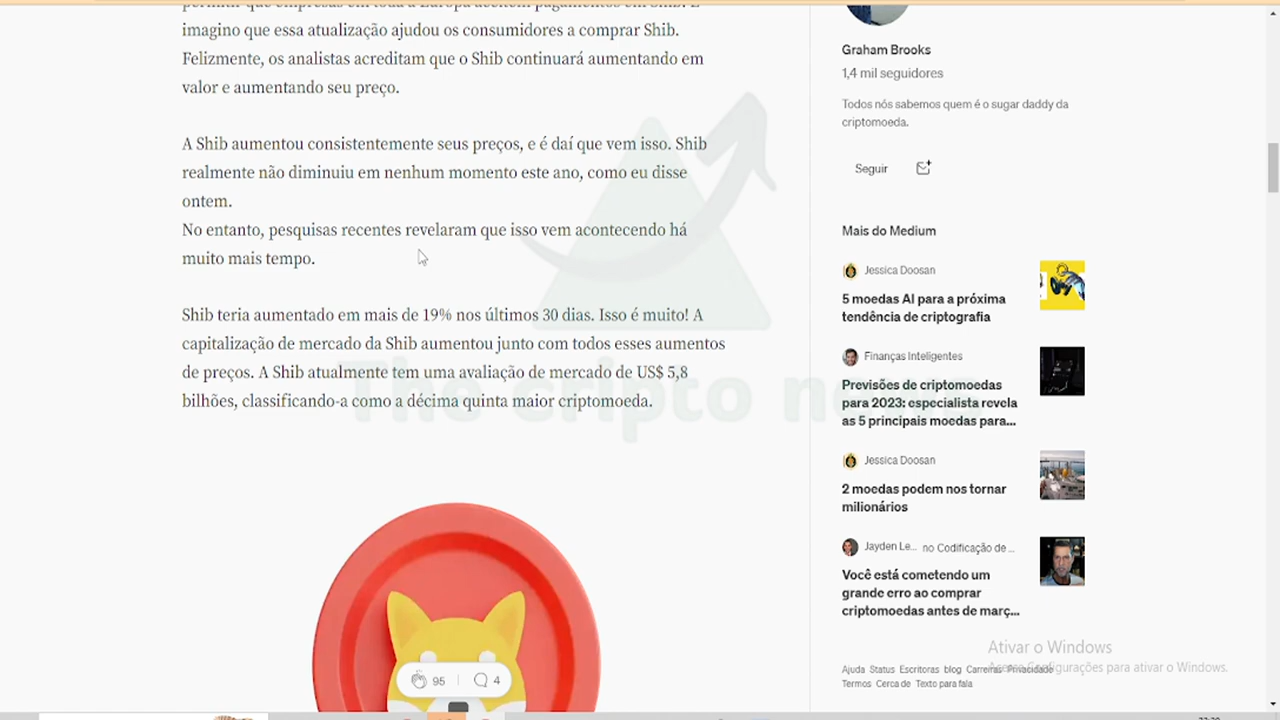 imagino que essa atualização ajudou os consumidores a comprar Shib.
Felizmente, os analistas acreditam que o Shib continuará aumentando em
valor e aumentando seu preço.
A Shib aumentou consistentemente seus preços, e é daí que vem isso. Shib
realmente não diminuiu em nenhum momento este ano, como eu disse
ontem.
No entanto, pesquisas recentes revelaram que isso vem acontecendo há
muito mais tempo.
Shib teria aumentado em mais de 19% nos últimos 30 dias. Isso é muito! A
capitalização de mercado da Shib aumentou junto com todos esses aumentos
de preços. A Shib atualmente tem uma avaliação de mercado de US$ 5,8
bilhões, classificando-a como a décima quinta maior criptomoeda.
The cripto
95
4
Graham Brooks
1,4 mil seguidores
Todos nós sabemos quem é o sugar daddy da
criptomoeda.
Seguir
Mais do Medium
Jessica Doosan
5 moedas AI para a próxima
tendência de criptografia
Finanças Inteligentes
Previsões de criptomoedas
para 2023: especialista revela
as 5 principais moedas para...
Jessica Doosan
2 moedas podem nos tornar
milionários
Jayden Le... no Codificação de ...
Você está cometendo um
grande erro ao comprar
criptomoedas antes de març...
Ativar o Windows
Acesse Configurações para ativar o Windows.
Ajuda Status Escritoras blog Carreiras Privacidade
Termos Cerca de Texto para fala